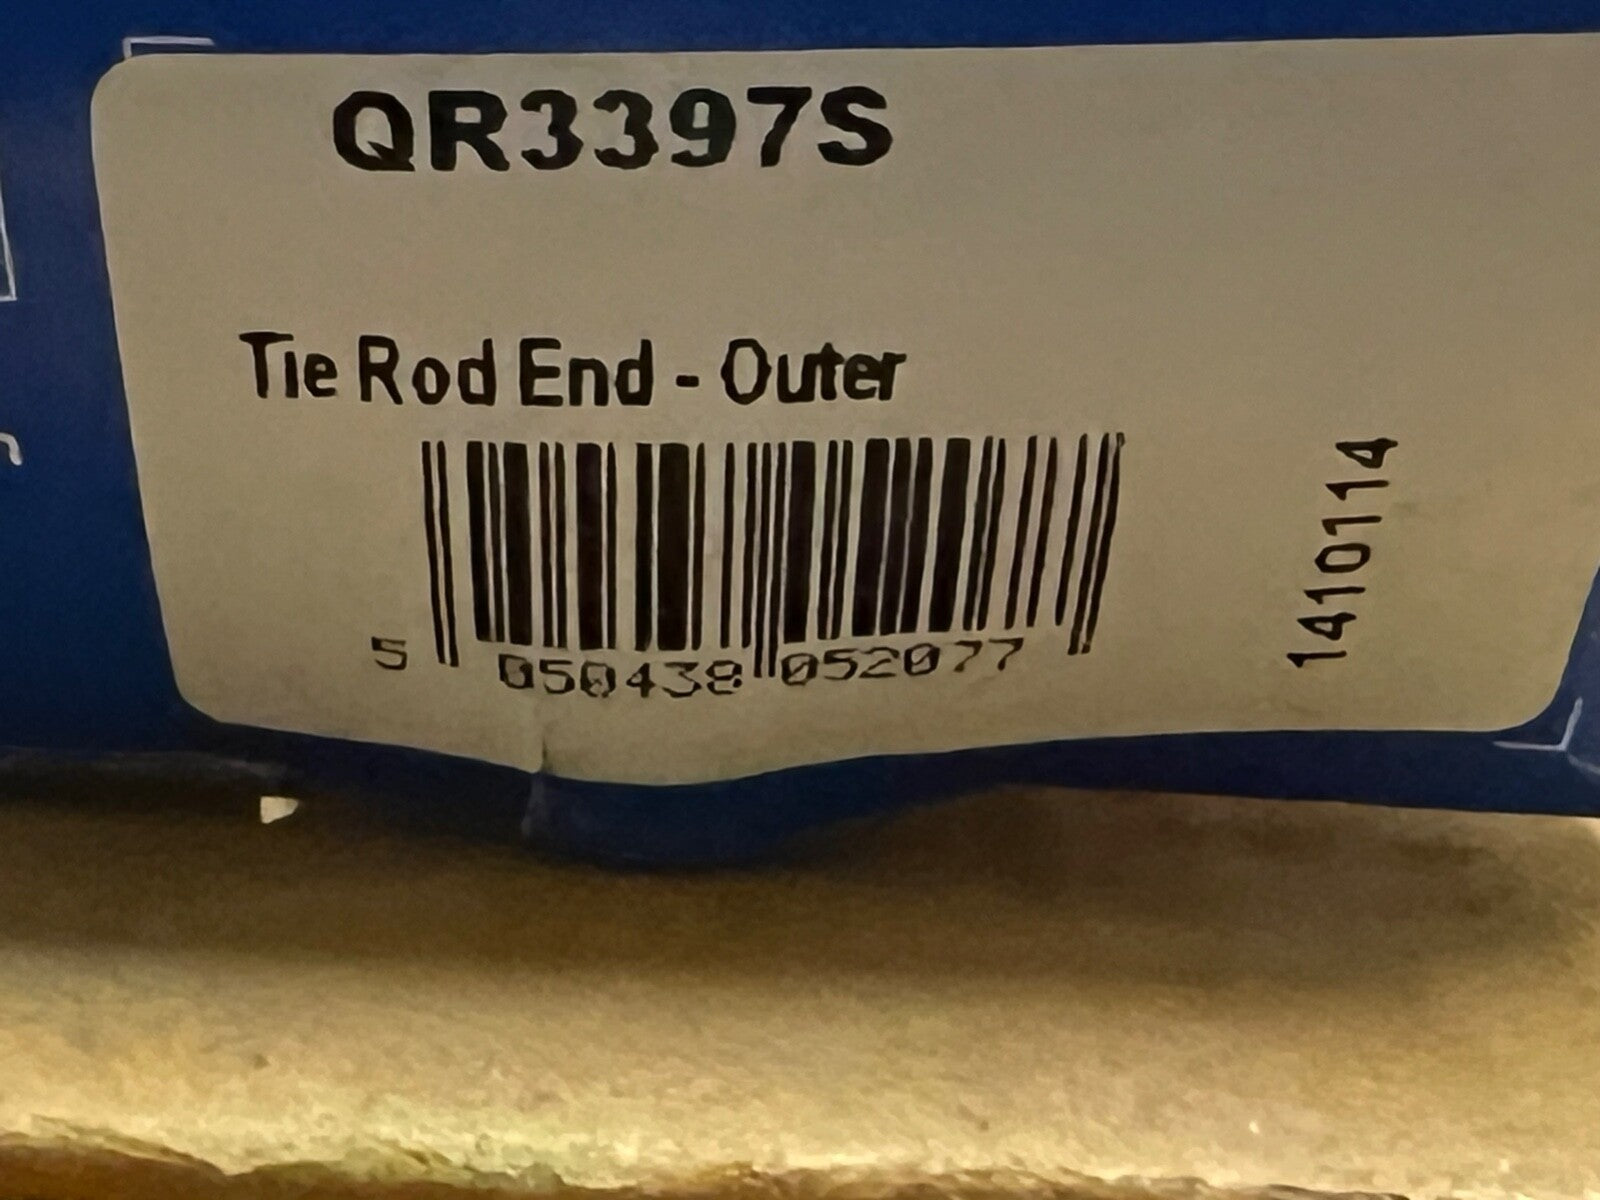 QR3397S
Tie Rod End - Outer
5 050438 052077
1410114